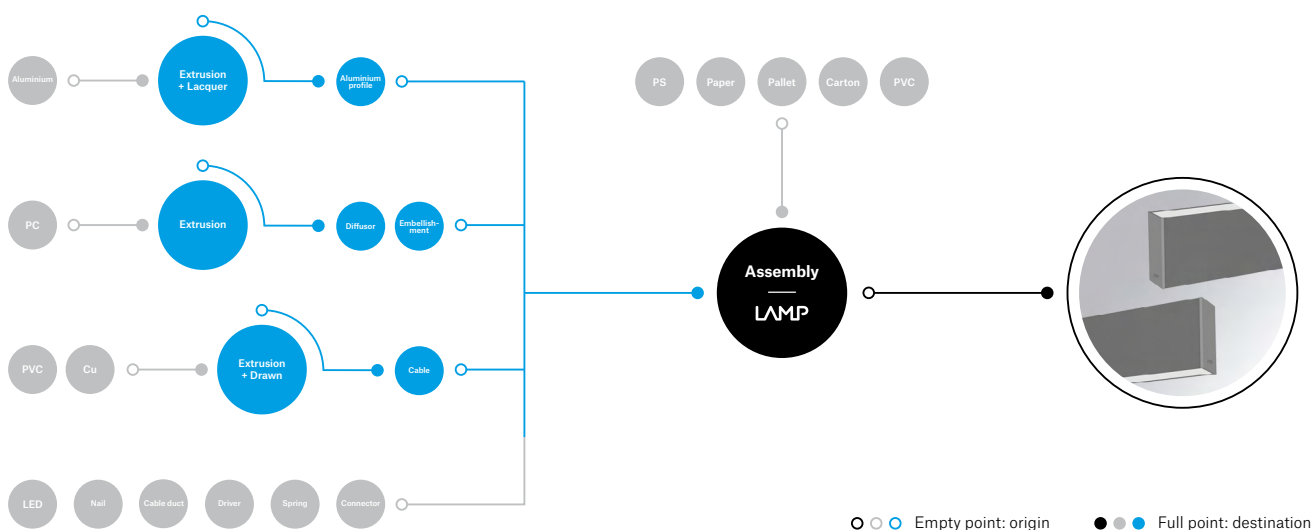 Aluminium
Extrusion
+ Lacquer
Aluminium
profile
PS
Paper
Pallet
Carton
PVC
PC
Extrusion
Diffusor
Embellish-
ment
Assembly
LAMP
PVC
Cu
Extrusion
+ Drawn
Cable
LED
Nail
Cable duct
Driver
Spring
Connector
Empty point: origin
Full point: destination